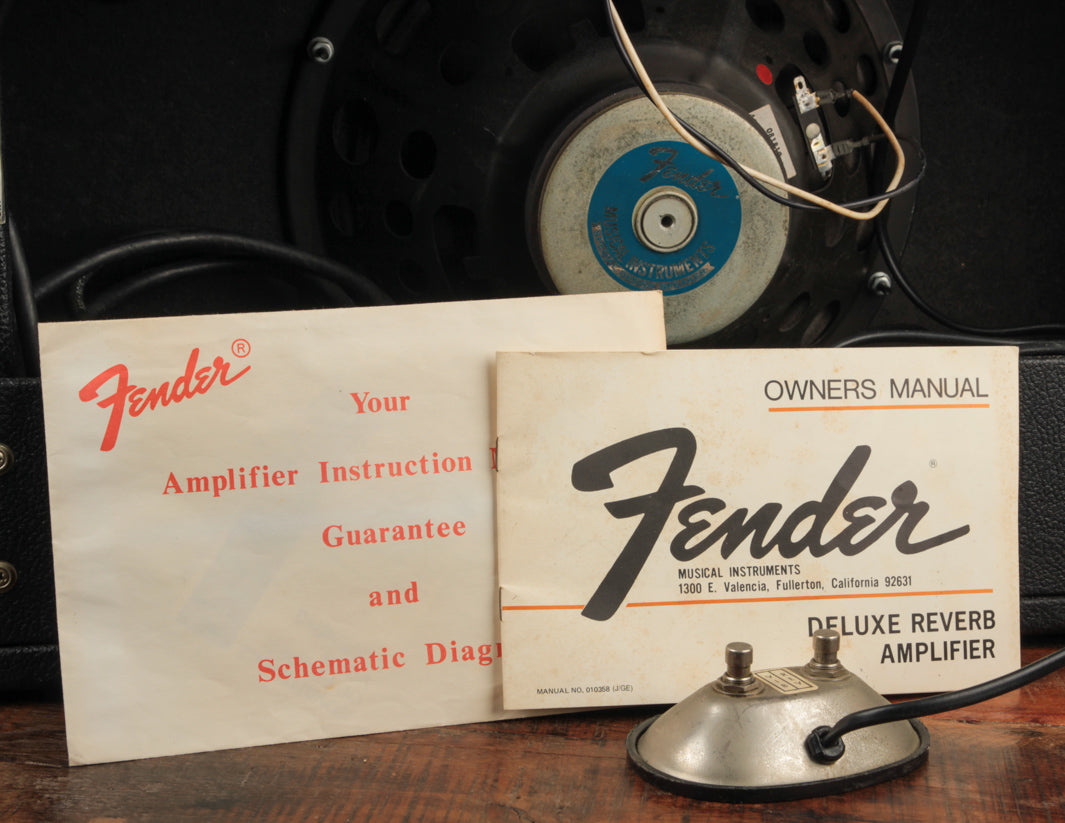 Fender
MUSICAL INSTRUMENTS
Fender®
Your
Amplifier Instruction
Guarantee
and
Schematic
OWNERS MANUAL
Fender®
MUSICAL INSTRUMENTS
1300 E. Valencia, Fullerton, California 92631
DELUXE REVERB
AMPLIFIER
MANUAL NO. 010358 (J/GE)